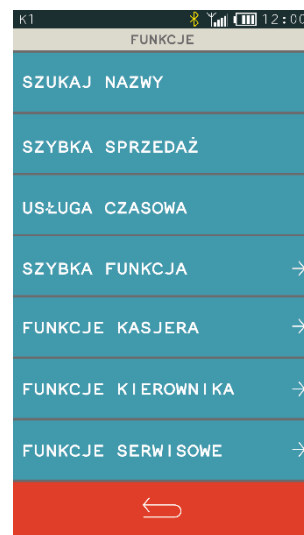 K1 12:00
FUNKCJE
SZUKAJ NAZWY
SZYBKA SPRZEDAŻ
USŁUGA CZASOWA
SZYBKA FUNKCJA
FUNKCJE KASJERA
FUNKCJE KIEROWNIKA
FUNKCJE SERWISOWE